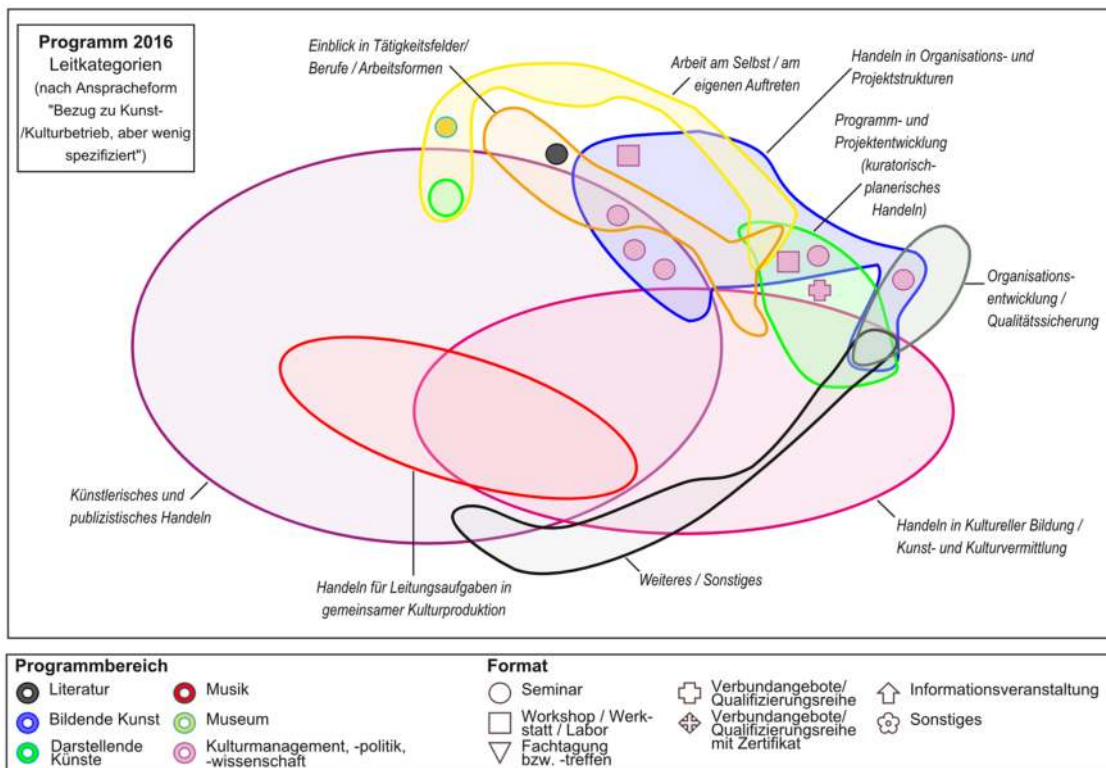 Programm 2016
Leitkategorien
(nach Anspracheform
"Bezug zu Kunst-
/Kulturbetrieb, aber wenig
spezifiziert")
Einblick in Tätigkeitsfelder/
Berufe / Arbeitsformen
Arbeit am Selbst / am
eigenen Auftreten
Handeln in Organisations- und
Projektstrukturen
Programm- und
Projektentwicklung
(kuratorisch-
planerisches
Handeln)
Organisations-
entwicklung /
Qualitätssicherung
Künstlerisches und
publizistisches Handeln
Handeln für Leitungsaufgaben in
gemeinsamer Kulturproduktion
Weiteres / Sonstiges
Handeln in Kultureller Bildung /
Kunst- und Kulturvermittlung
Programmbereich
Literatur
Bildende Kunst
Darstellende
Künste
Musik
Museum
Kulturmanagement, -politik,
-wissenschaft
Format
Seminar
Workshop / Werk-
statt / Labor
Fachtagung
bzw. -treffen
Verbundangebote/
Qualifizierungsreihe
Verbundangebote/
Qualifizierungsreihe
mit Zertifikat
Informationsveranstaltung
Sonstiges